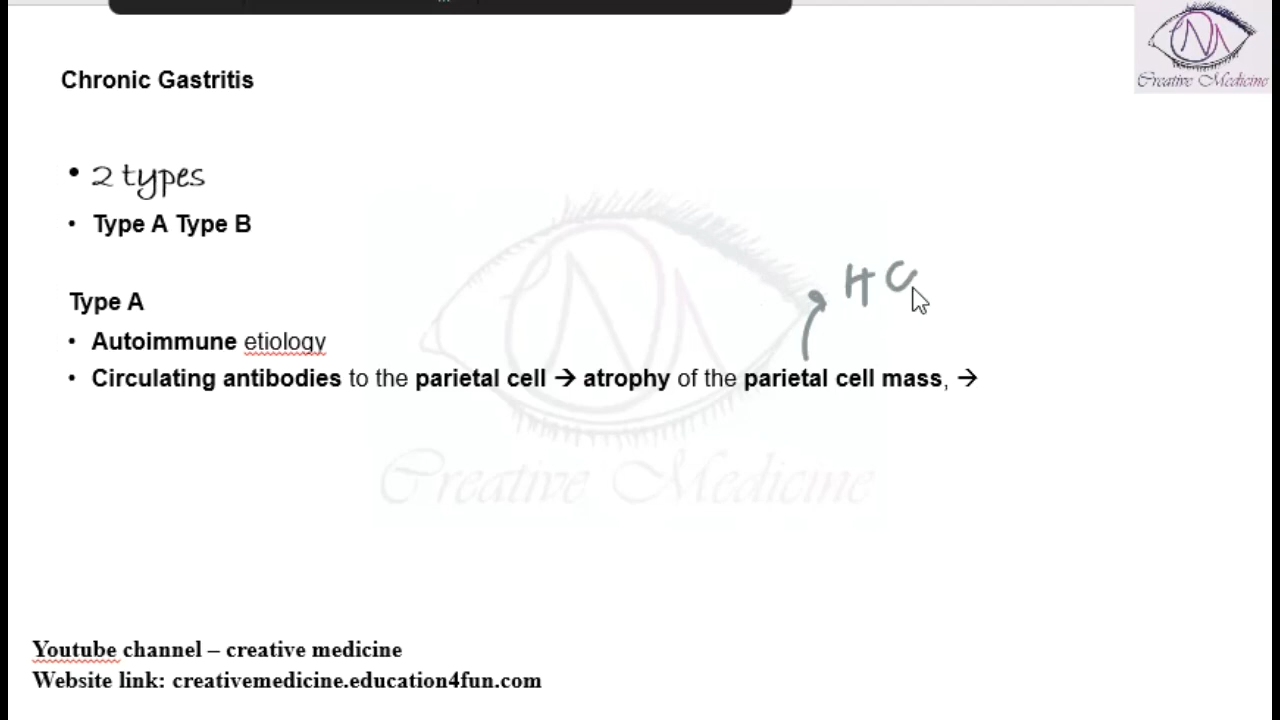 Creative Medicine
Chronic Gastritis
• 2 types
• Type A Type B
H C
Type A
• Autoimmune etiology
• Circulating antibodies to the parietal cell → atrophy of the parietal cell mass, →
Creative Medicine
Youtube channel – creative medicine
Website link: creativemedicine.education4fun.com